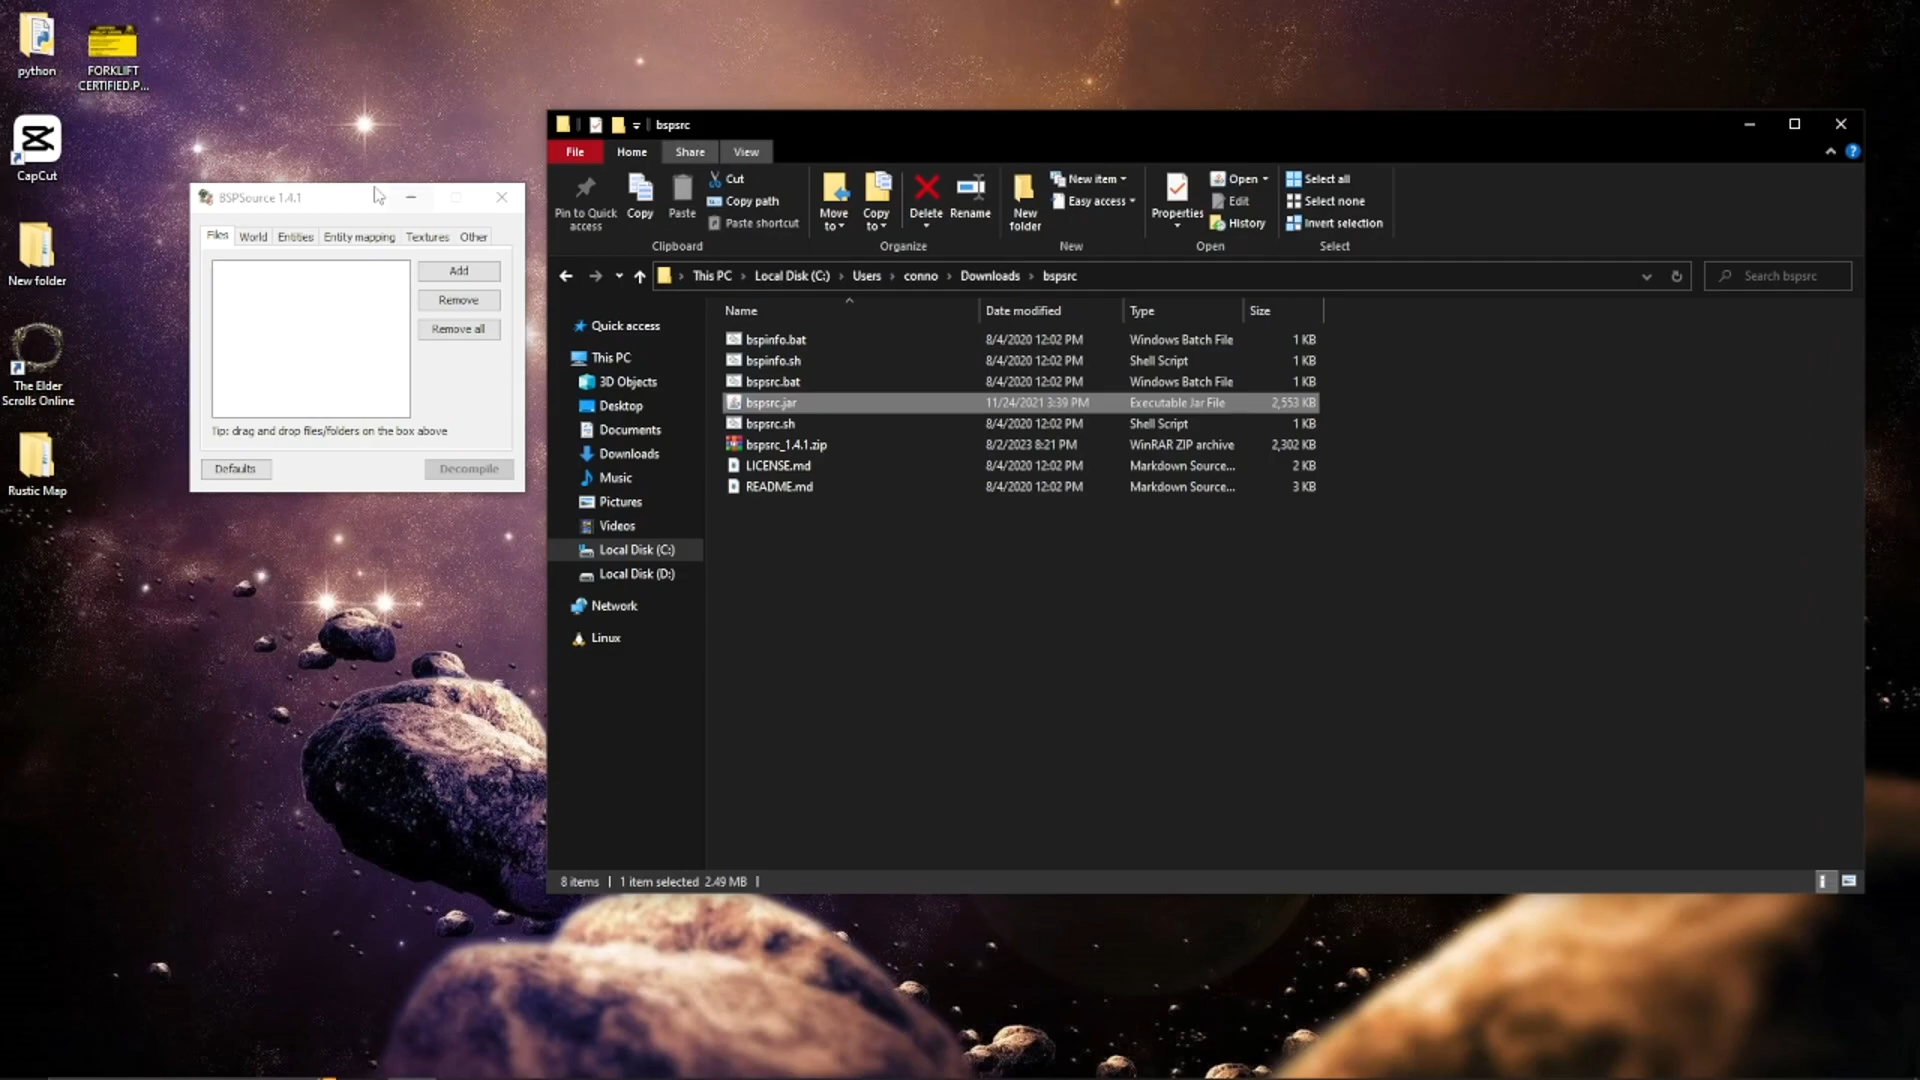 python
FORKLIFT
CERTIFIED.P...
CapCut
New folder
The Elder
Scrolls Online
Rustic Map
BSPSource 1.4.1
Files World Entities Entity mapping Textures Other
Add
Remove
Remove all
Tip: drag and drop files/folders on the box above
Defaults Decompile
bspsrc
File Home Share View
Pin to Quick
access
Copy
Paste
Cut
Copy path
Paste shortcut
Clipboard
Move
to
Copy
to
Delete
Rename
Organize
New
folder
New item
Easy access
New
Properties
Open
Edit
History
Open
Select all
Select none
Invert selection
Select
This PC > Local Disk (C:) > Users > conno > Downloads > bspsrc
Search bspsrc
Quick access
This PC
3D Objects
Desktop
Documents
Downloads
Music
Pictures
Videos
Local Disk (C:)
Local Disk (D:)
Network
Linux
Name Date modified Type Size
bspinfo.bat 8/4/2020 12:02 PM Windows Batch File 1 KB
bspinfo.sh 8/4/2020 12:02 PM Shell Script 1 KB
bspsrc.bat 8/4/2020 12:02 PM Windows Batch File 1 KB
bspsrc.jar 11/24/2021 3:39 PM Executable Jar File 2,553 KB
bspsrc.sh 8/4/2020 12:02 PM Shell Script 1 KB
bspsrc_1.4.1.zip 8/2/2023 8:21 PM WinRAR ZIP archive 2,302 KB
LICENSE.md 8/4/2020 12:02 PM Markdown Source... 2 KB
README.md 8/4/2020 12:02 PM Markdown Source... 3 KB
8 items 1 item selected 2.49 MB